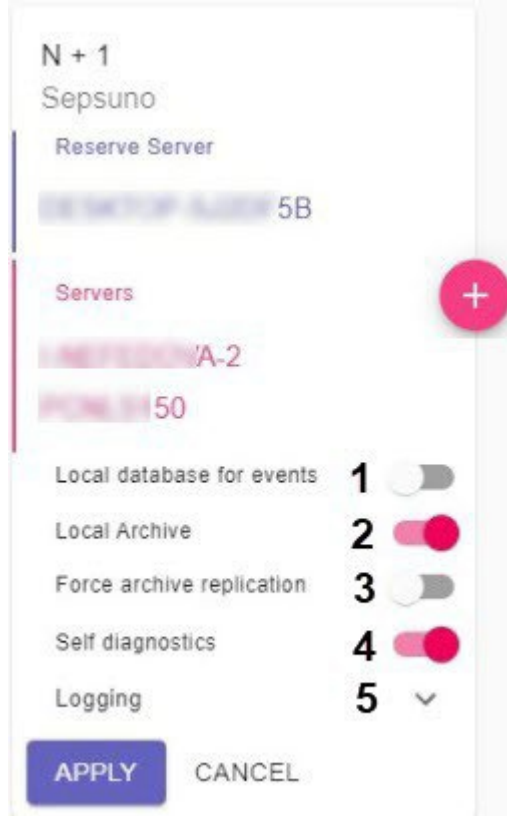 N + 1
Sepsuno
Reserve Server
5B
Servers
+
A-2
50
Local database for events 1
Local Archive 2
Force archive replication 3
Self diagnostics 4
Logging 5
APPLY CANCEL